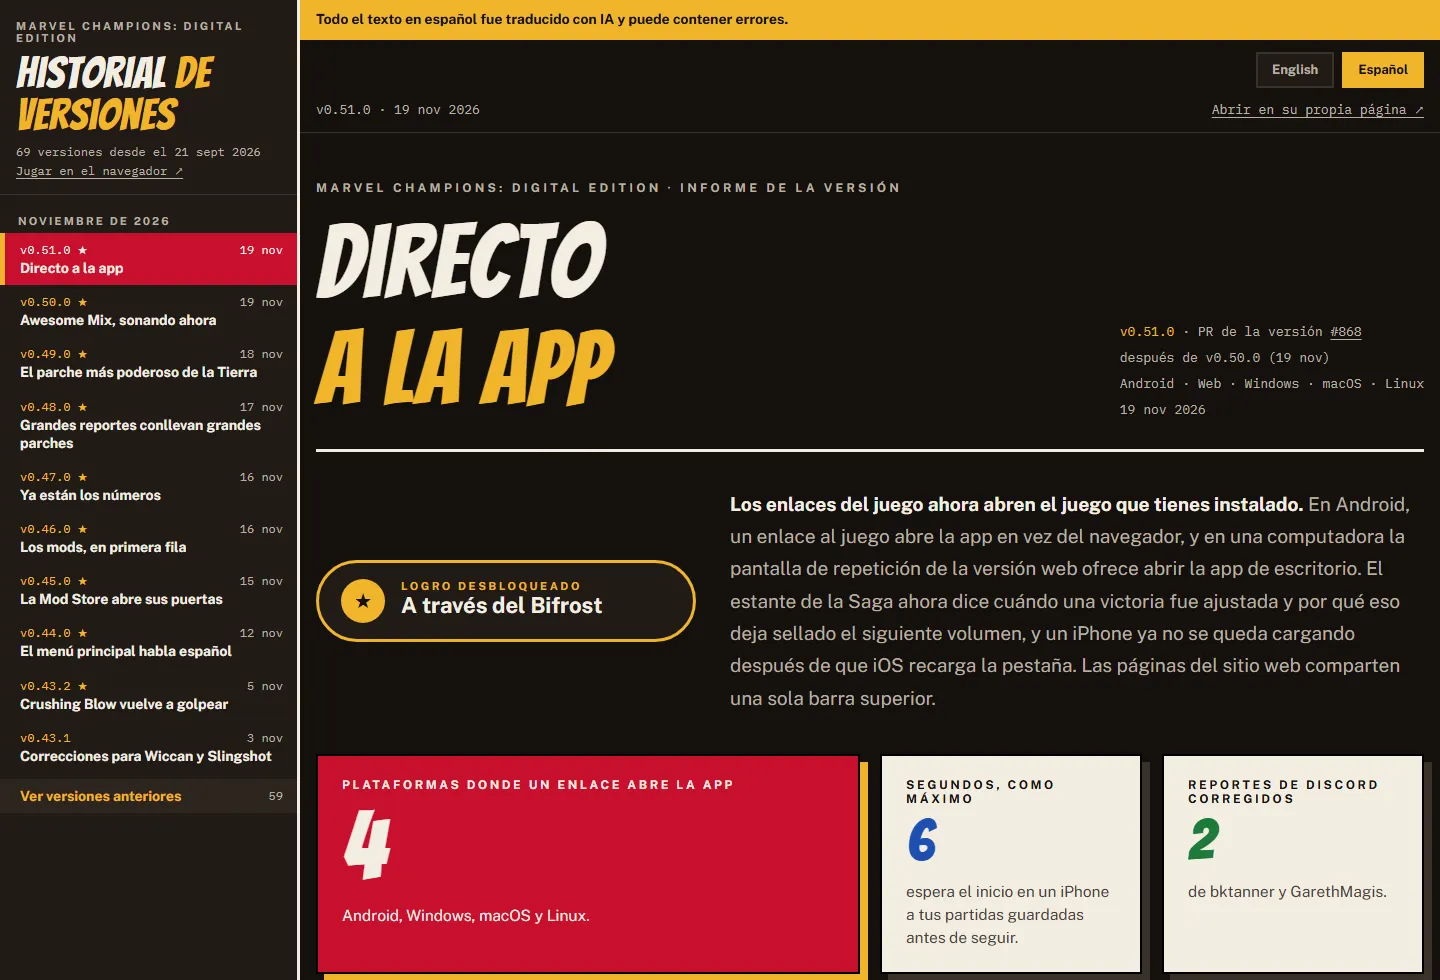 MARVEL CHAMPIONS: DIGITAL
EDITION
HISTORIAL DE
VERSIONES
69 versiones desde el 21 sept 2026
Jugar en el navegador ↗
NOVIEMBRE DE 2026
v0.51.0 ★ 19 nov
Directo a la app
v0.50.0 ★ 19 nov
Awesome Mix, sonando ahora
v0.49.0 ★ 18 nov
El parche más poderoso de la Tierra
v0.48.0 ★ 17 nov
Grandes reportes conllevan grandes
parches
v0.47.0 ★ 16 nov
Ya están los números
v0.46.0 ★ 16 nov
Los mods, en primera fila
v0.45.0 ★ 15 nov
La Mod Store abre sus puertas
v0.44.0 ★ 12 nov
El menú principal habla español
v0.43.2 ★ 5 nov
Crushing Blow vuelve a golpear
v0.43.1 3 nov
Correcciones para Wiccan y Slingshot
Ver versiones anteriores 59
Todo el texto en español fue traducido con IA y puede contener errores.
English Español
v0.51.0 · 19 nov 2026 Abrir en su propia página ↗
MARVEL CHAMPIONS: DIGITAL EDITION · INFORME DE LA VERSIÓN
DIRECTO
A LA APP
v0.51.0 · PR de la versión #868
después de v0.50.0 (19 nov)
Android · Web · Windows · macOS · Linux
19 nov 2026
★ LOGRO DESBLOQUEADO
A través del Bifrost
Los enlaces del juego ahora abren el juego que tienes instalado. En Android,
un enlace al juego abre la app en vez del navegador, y en una computadora la
pantalla de repetición de la versión web ofrece abrir la app de escritorio. El
estante de la Saga ahora dice cuándo una victoria fue ajustada y por qué eso
deja sellado el siguiente volumen, y un iPhone ya no se queda cargando
después de que iOS recarga la pestaña. Las páginas del sitio web comparten
una sola barra superior.
PLATAFORMAS DONDE UN ENLACE ABRE LA APP
4
Android, Windows, macOS y Linux.
SEGUNDOS, COMO
MÁXIMO
6
espera el inicio en un iPhone
a tus partidas guardadas
antes de seguir.
REPORTES DE DISCORD
CORREGIDOS
2
de bktanner y GarethMagis.